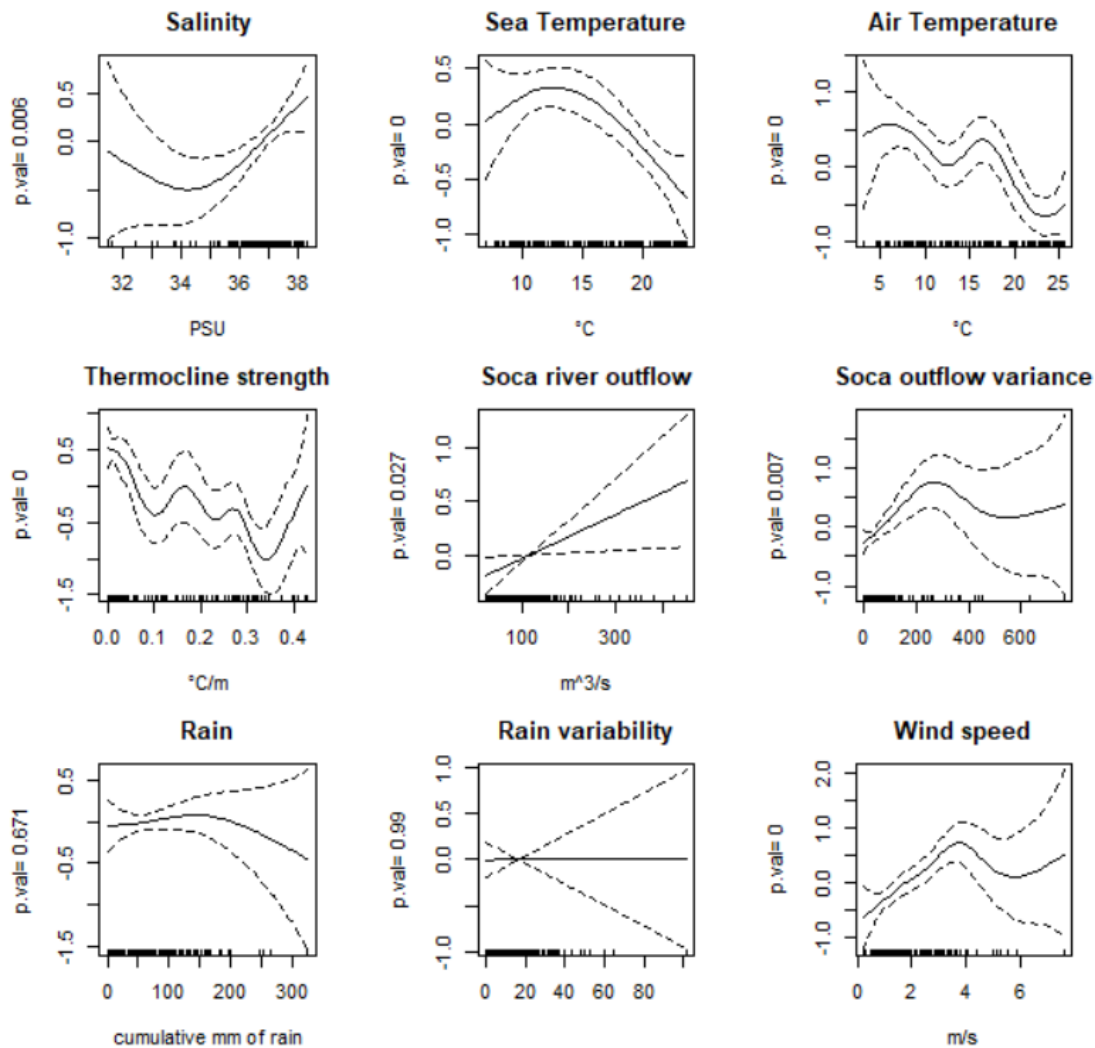 Salinity
p.val= 0.006
0.5
0.0
-1.0
32 34 36 38
PSU
Sea Temperature
p.val= 0
0.5
0.0
-0.5
-1.0
10 15 20
°C
Air Temperature
p.val= 0
1.0
0.0
-1.0
5 10 15 20 25
°C
Thermocline strength
p.val= 0
0.5
-0.5
-1.5
0.0 0.1 0.2 0.3 0.4
°C/m
Soca river outflow
p.val= 0.027
1.0
0.5
0.0
100 300
m^3/s
Soca outflow variance
p.val= 0.007
1.0
0.0
-1.0
0 200 400 600
Rain
p.val= 0.671
0.5
-0.5
-1.5
0 100 200 300
cumulative mm of rain
Rain variability
p.val= 0.99
1.0
0.5
0.0
-1.0
0 20 40 60 80
Wind speed
p.val= 0
2.0
1.0
0.0
-1.0
0 2 4 6
m/s